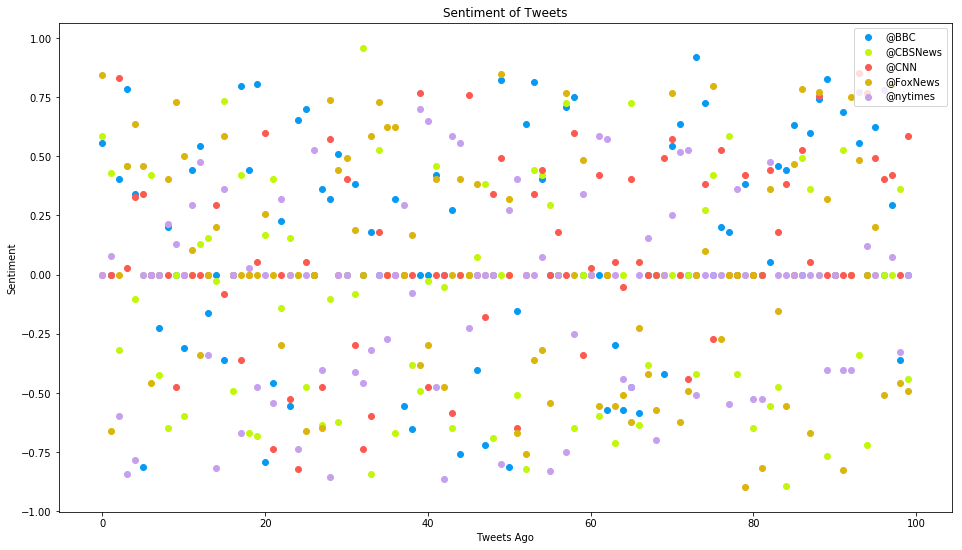 Sentiment of Tweets
1.00
0.75
0.50
0.25
0.00
−0.25
−0.50
−0.75
−1.00
Sentiment
@BBC
@CBSNews
@CNN
@FoxNews
@nytimes
0 20 40 60 80 100
Tweets Ago